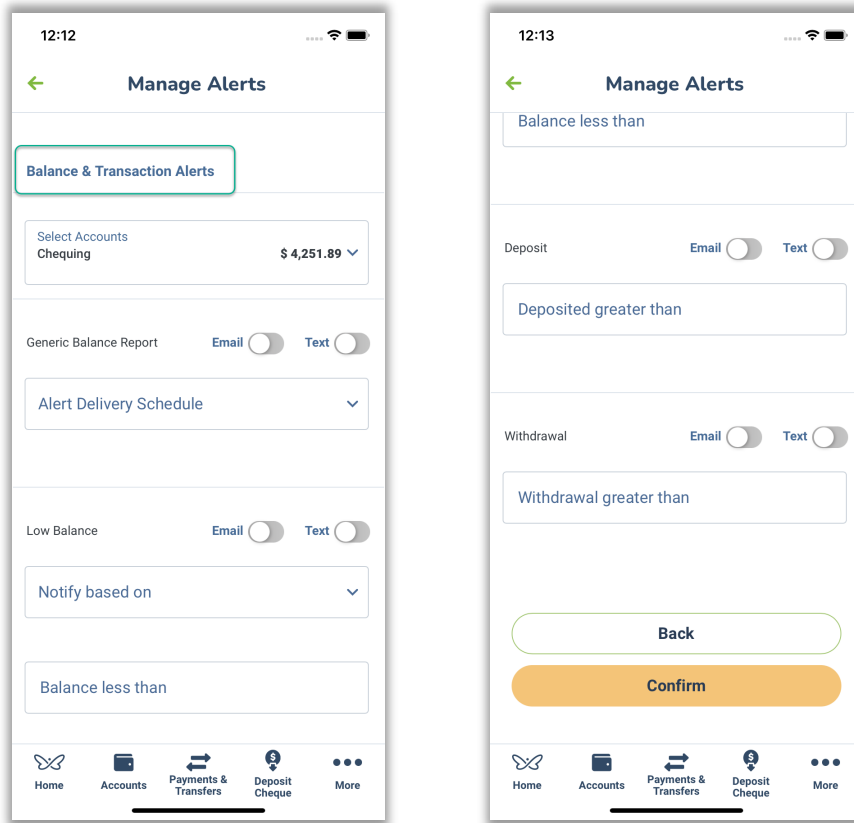 12:12
Manage Alerts
Balance & Transaction Alerts
Select Accounts
Chequing $ 4,251.89
Generic Balance Report Email Text
Alert Delivery Schedule
Low Balance Email Text
Notify based on
Balance less than
Home Accounts Payments & Transfers Deposit Cheque More
12:13
Manage Alerts
Balance less than
Deposit Email Text
Deposited greater than
Withdrawal Email Text
Withdrawal greater than
Back
Confirm
Home Accounts Payments & Transfers Deposit Cheque More